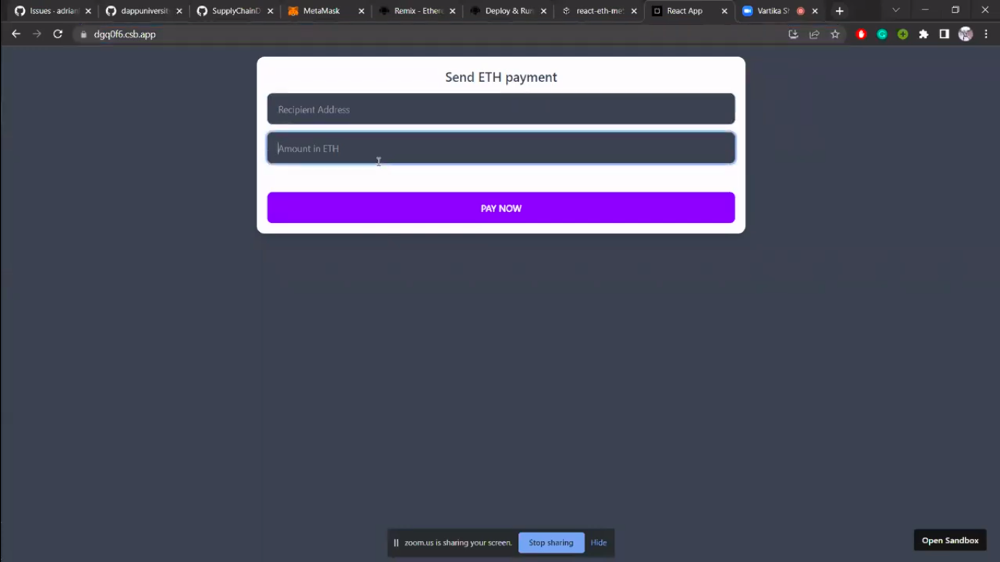 Issues - adrian
dappuniversit
SupplyChainD
MetaMask
Remix - Ether
Deploy & Run
react-eth-me
React App
Vartika S
dgq0f6.csb.app
Send ETH payment
Recipient Address
Amount in ETH
PAY NOW
zoom.us is sharing your screen.
Stop sharing
Hide
Open Sandbox